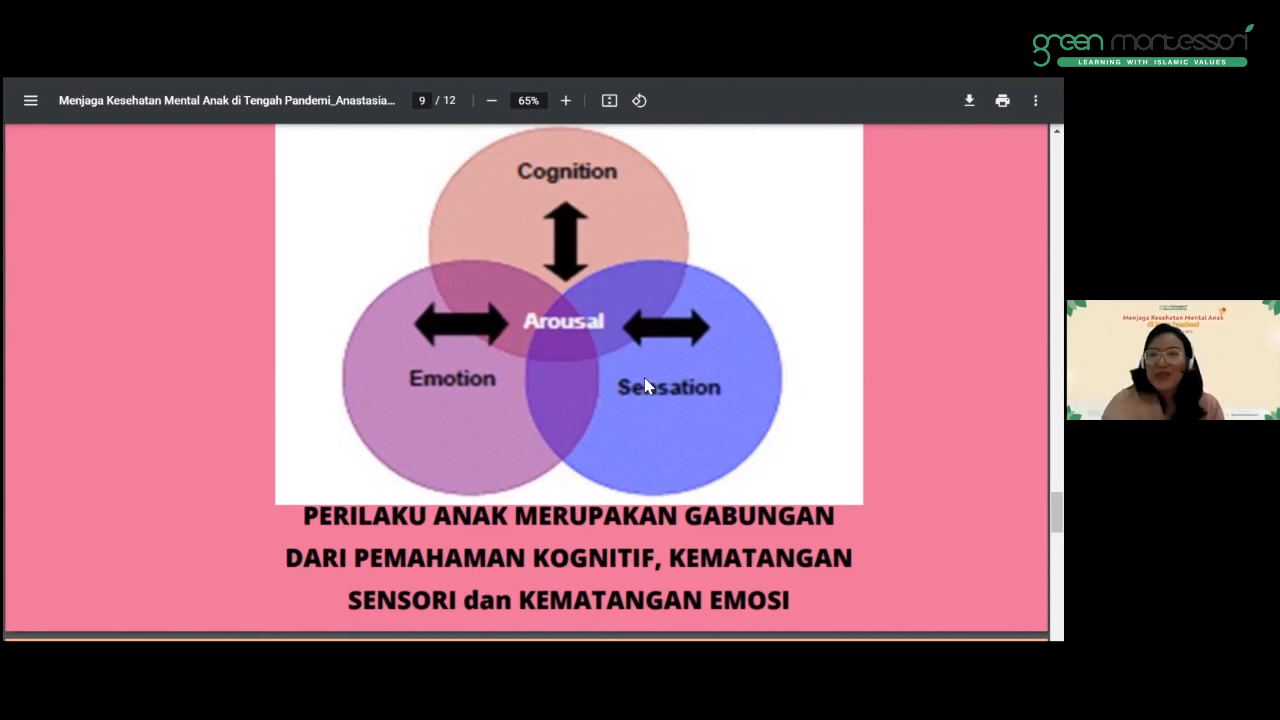 green montessori
LEARNING WITH ISLAMIC VALUES
Menjaga Kesehatan Mental Anak di Tengah Pandemi_Anastasia...
9 / 12
65%
Cognition
Arousal
Emotion
Sensation
PERILAKU ANAK MERUPAKAN GABUNGAN
DARI PEMAHAMAN KOGNITIF, KEMATANGAN
SENSORI dan KEMATANGAN EMOSI
Menjaga Kesehatan Mental Anak